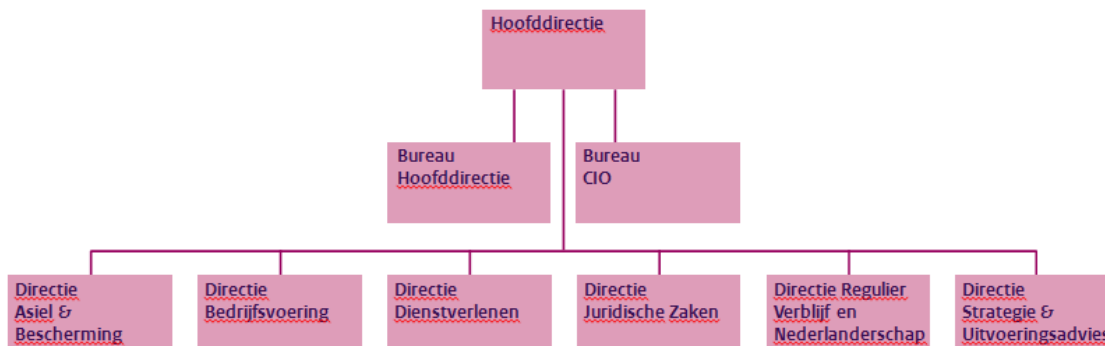 Hoofddirectie
Bureau
Hoofddirectie
Bureau
CIO
Directie
Asiel &
Bescherming
Directie
Bedrijfsvoering
Directie
Dienstverlenen
Directie
Juridische Zaken
Directie Regulier
Verblijf en
Nederlanderschap
Directie
Strategie &
Uitvoeringsadvies